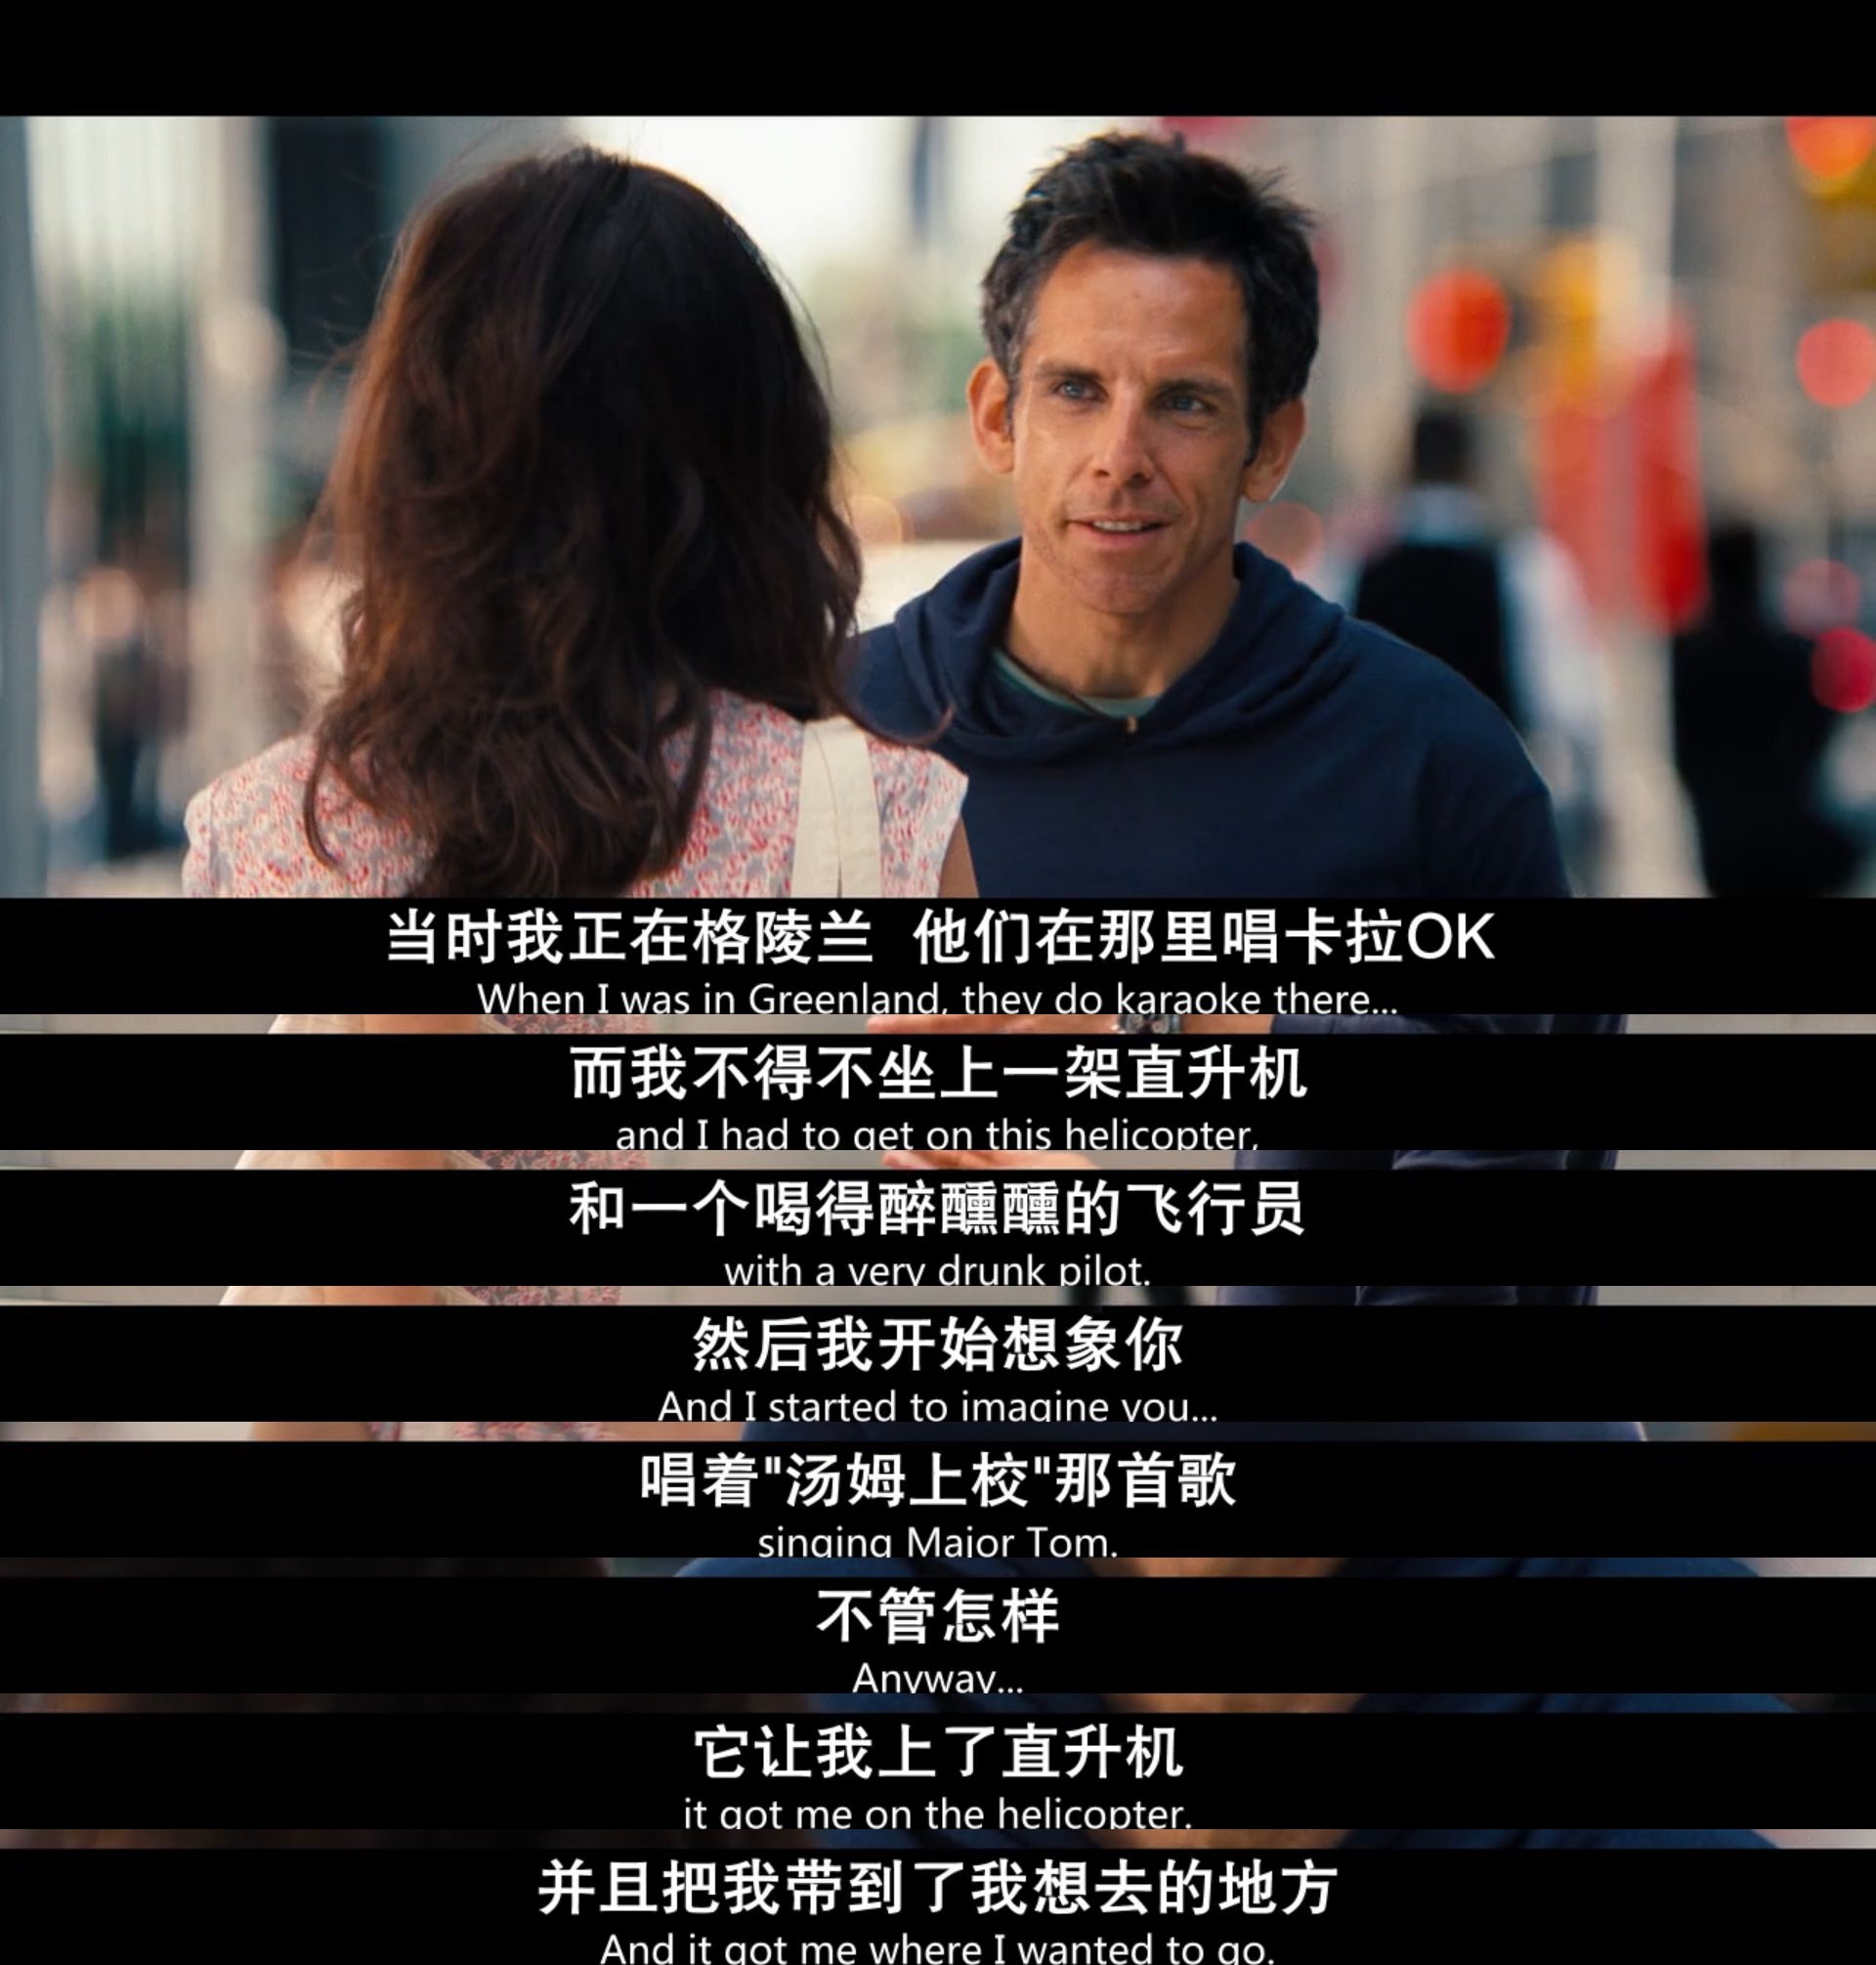 当时我正在格陵兰 他们在那里唱卡拉OK
When I was in Greenland, they do karaoke there...
而我不得不坐上一架直升机
and I had to get on this helicopter,
和一个喝得醉醺醺的飞行员
with a very drunk pilot.
然后我开始想象你
And I started to imagine you...
唱着"汤姆上校"那首歌
singing Major Tom.
不管怎样
Anyway...
它让我上了直升机
it got me on the helicopter.
并且把我带到了我想去的地方
And it got me where I wanted to go.